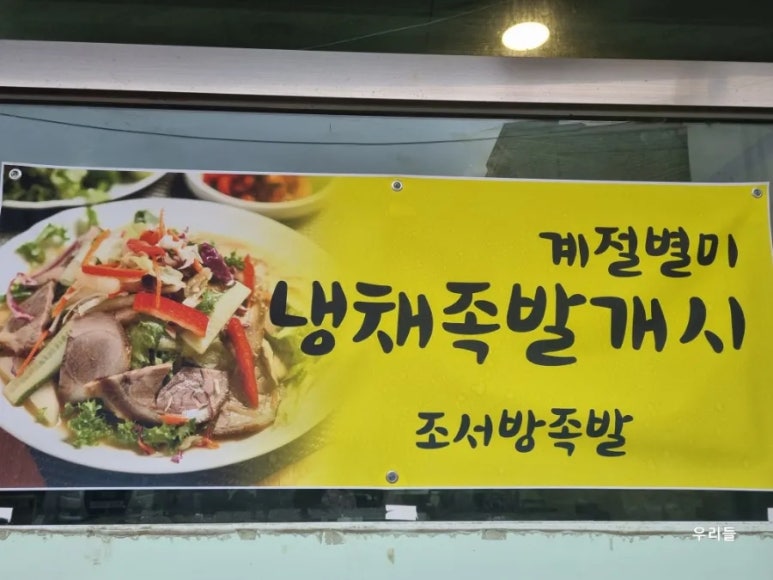 계절별미
냉채족발개시
조서방족발
우리들